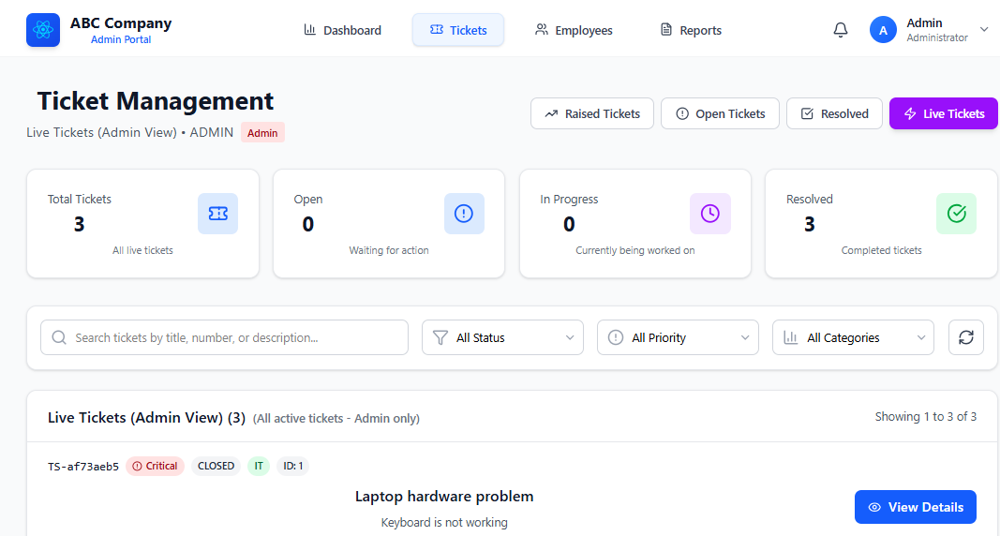 ABC Company
Admin Portal
Dashboard
Tickets
Employees
Reports
A
Admin
Administrator
Ticket Management
Live Tickets (Admin View) • ADMIN Admin
Raised Tickets
Open Tickets
Resolved
Live Tickets
Total Tickets
3
All live tickets
Open
0
Waiting for action
In Progress
0
Currently being worked on
Resolved
3
Completed tickets
Search tickets by title, number, or description...
All Status
All Priority
All Categories
Live Tickets (Admin View) (3) (All active tickets - Admin only)
Showing 1 to 3 of 3
TS-af73aeb5 Critical CLOSED IT ID: 1
Laptop hardware problem
Keyboard is not working
View Details